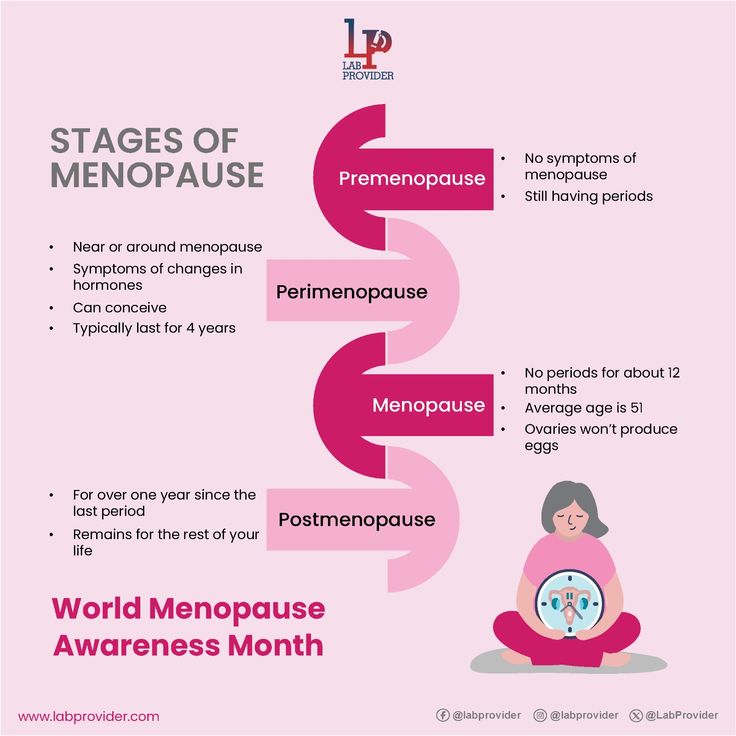 LAB
PROVIDER
STAGES OF
MENOPAUSE
Premenopause
• No symptoms of
menopause
• Still having periods
• Near or around menopause
• Symptoms of changes in
hormones
• Can conceive
• Typically last for 4 years
Perimenopause
Menopause
• No periods for about 12
months
• Average age is 51
• Ovaries won’t produce
eggs
• For over one year since the
last period
• Remains for the rest of your
life
Postmenopause
World Menopause
Awareness Month
www.labprovider.com
@labprovider
@labprovider
@LabProvider